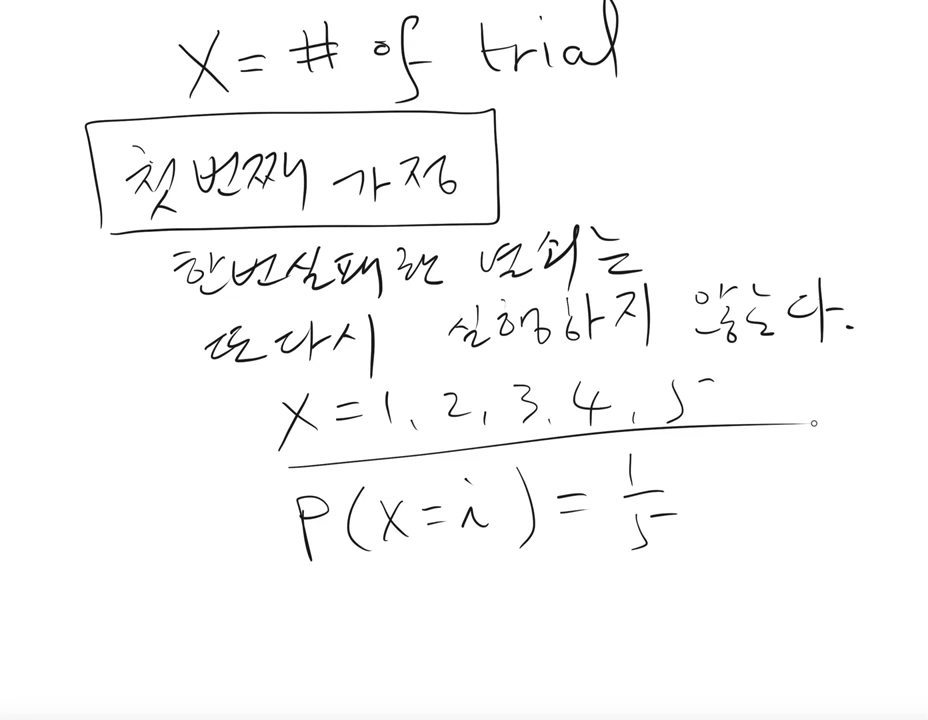 X = # of trial
첫 번째 가정
한번실패한 열쇠는
또다시 실행하지 않는다.
X = 1, 2, 3, 4, 5
P(X=i) = 1/5